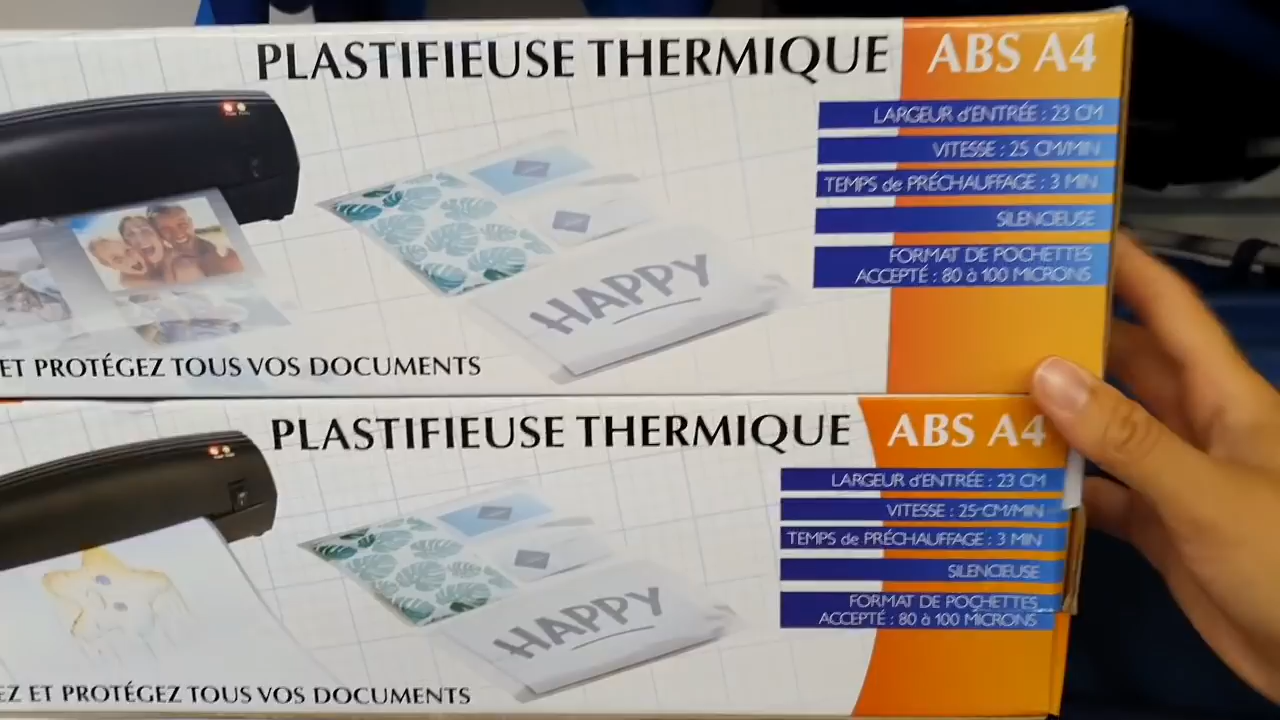 PLASTIFIEUSE THERMIQUE
ABS A4
LARGEUR d'ENTRÉE : 23 CM
VITESSE : 25 CM/MIN
TEMPS de PRÉCHAUFFAGE : 3 MIN
SILENCIEUSE
FORMAT DE POCHETTES
ACCEPTÉ : 80 à 100 MICRONS
HAPPY
ET PROTÉGEZ TOUS VOS DOCUMENTS
PLASTIFIEUSE THERMIQUE
ABS A4
LARGEUR d'ENTRÉE : 23 CM
VITESSE : 25 CM/MIN
TEMPS de PRÉCHAUFFAGE : 3 MIN
SILENCIEUSE
FORMAT DE POCHETTES
ACCEPTÉ : 80 à 100 MICRONS
HAPPY
EZ ET PROTÉGEZ TOUS VOS DOCUMENTS